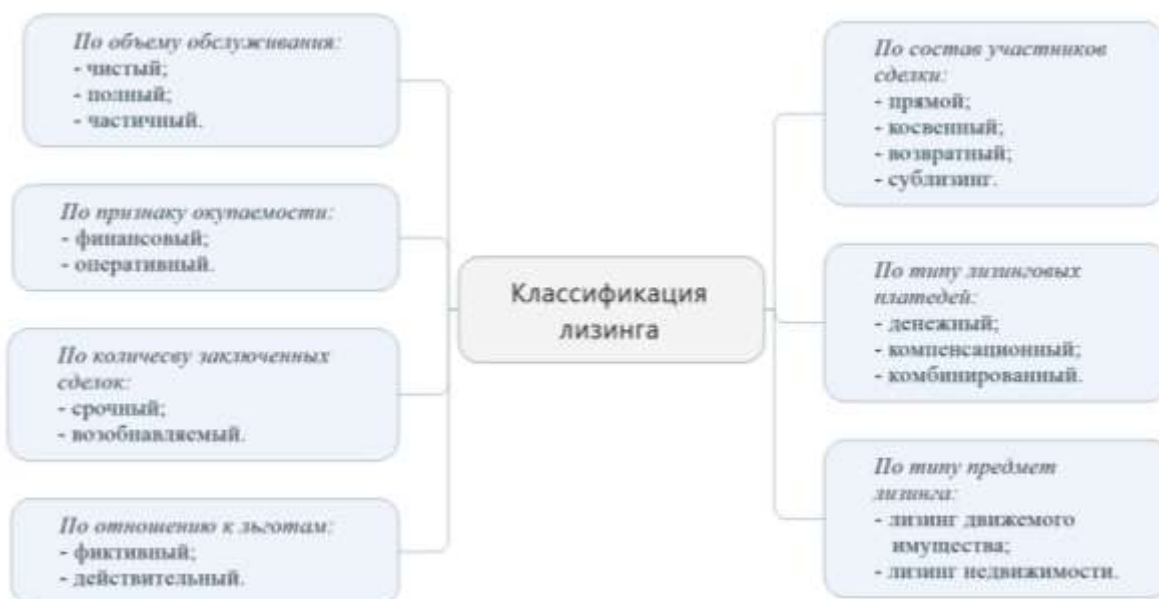 По объему обслуживания:
- чистый;
- полный;
- частичный.
По признаку окупаемости:
- финансовый;
- оперативный.
По количесву заключенных
сделок:
- срочный;
- возобнавляемый.
По отношению к льготам:
- фиктивный;
- действительный.
Классификация
лизинга
По состав участников
сделки:
- прямой;
- косвенный;
- возвратный;
- сублизинг.
По типу лизинговых
платедей:
- денежный;
- компенсационный;
- комбинированный.
По типу предмет
лизинга:
- лизинг движемого
имущества;
- лизинг недвижимости.